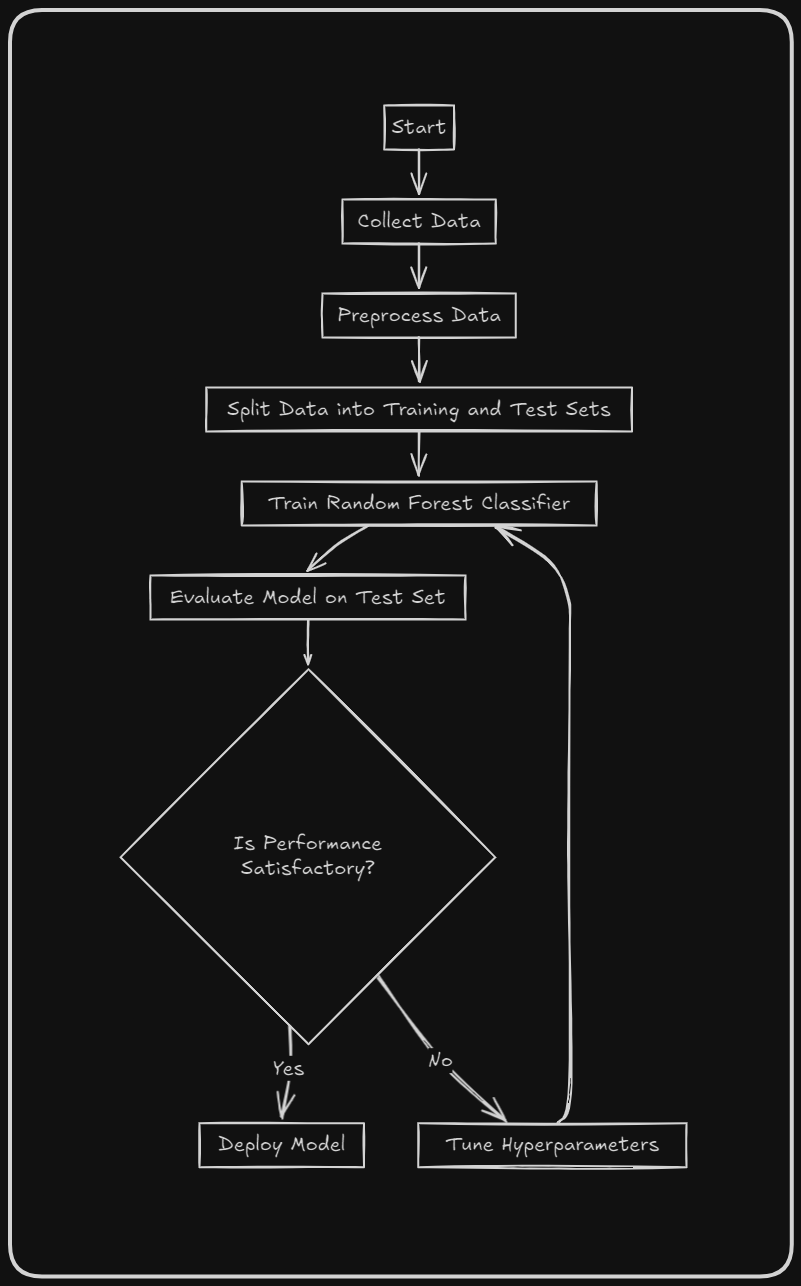 Start
Collect Data
Preprocess Data
Split Data into Training and Test Sets
Train Random Forest Classifier
Evaluate Model on Test Set
Is Performance
Satisfactory?
Yes
No
Deploy Model
Tune Hyperparameters